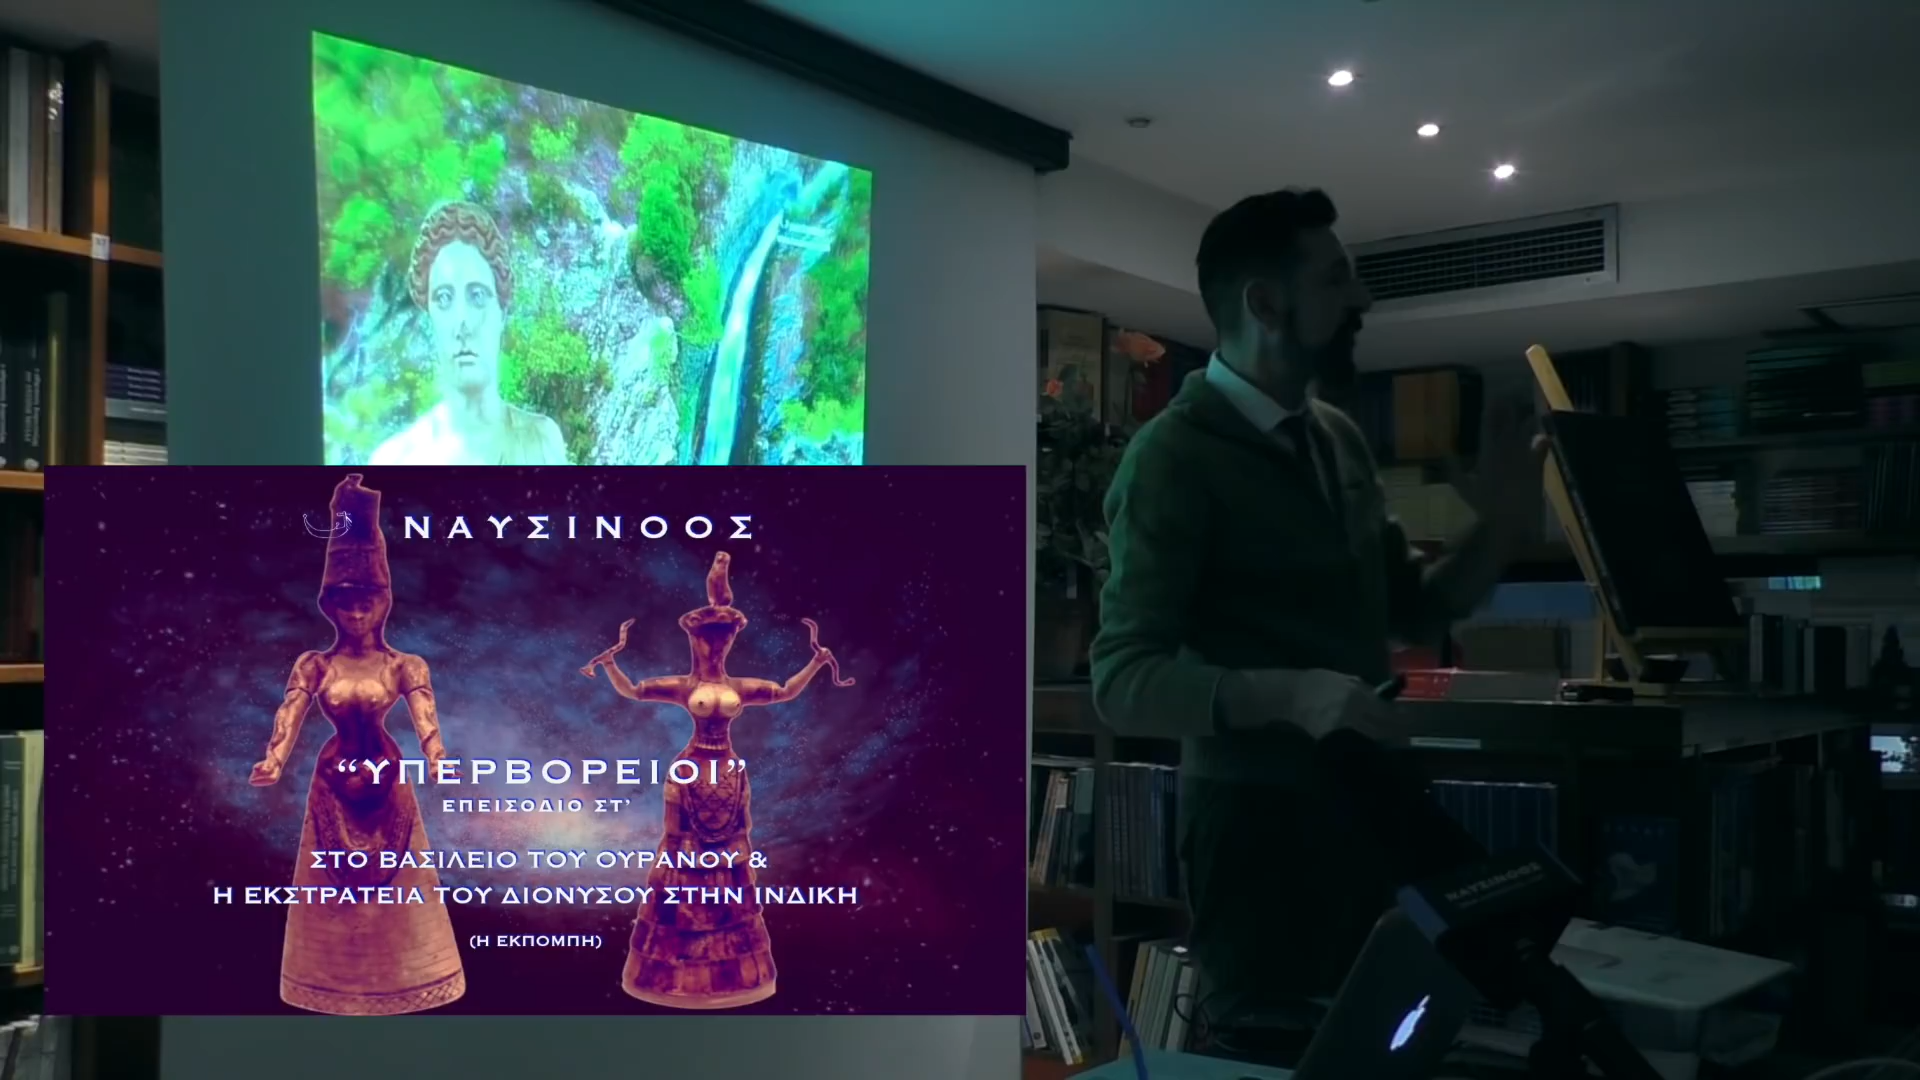 ΝΑΥΣΙΝΟΟΣ
“ΥΠΕΡΒΟΡΕΙΟΙ”
ΕΠΕΙΣΟΔΙΟ ΣΤ’
ΣΤΟ ΒΑΣΙΛΕΙΟ ΤΟΥ ΟΥΡΑΝΟΥ &
Η ΕΚΣΤΡΑΤΕΙΑ ΤΟΥ ΔΙΟΝΥΣΟΥ ΣΤΗΝ ΙΝΔΙΚΗ
(Η ΕΚΠΟΜΠΗ)
ΝΑΥΣΙΝΟΟΣ